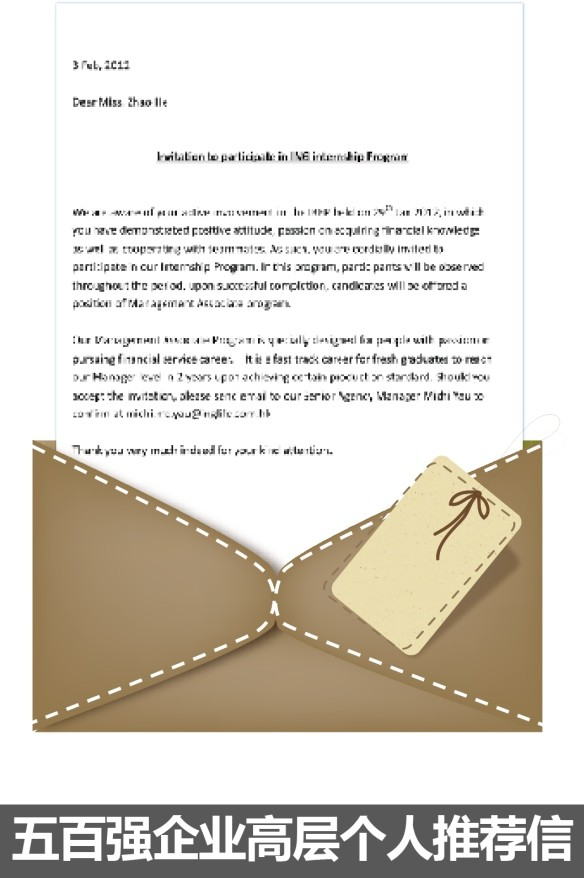 3 Feb, 2012
Dear Miss. Zhao He
Invitation to participate in ING internship Program
We are aware of your active involvement in the held on 29th Jan 2012, in which
you have demonstrated positive attitude, passion on acquiring financial knowledge
as well as cooperating with teammates. As such, you are cordially invited to
participate in our Internship Program. In this program, participants will be observed
throughout the period, upon successful completion, candidates will be offered a
position of Management Associate program.
Our Management Associate Program is specially designed for people with passion on
pursuing financial service career. It is a fast track career for fresh graduates to reach
our Manager level in 2 years upon achieving certain production standard. Should you
accept the invitation, please send email to our Senior Agency Manager Michi Yau to
confirm at
Thank you very much indeed for your kind attention.
五百强企业高层个人推荐信